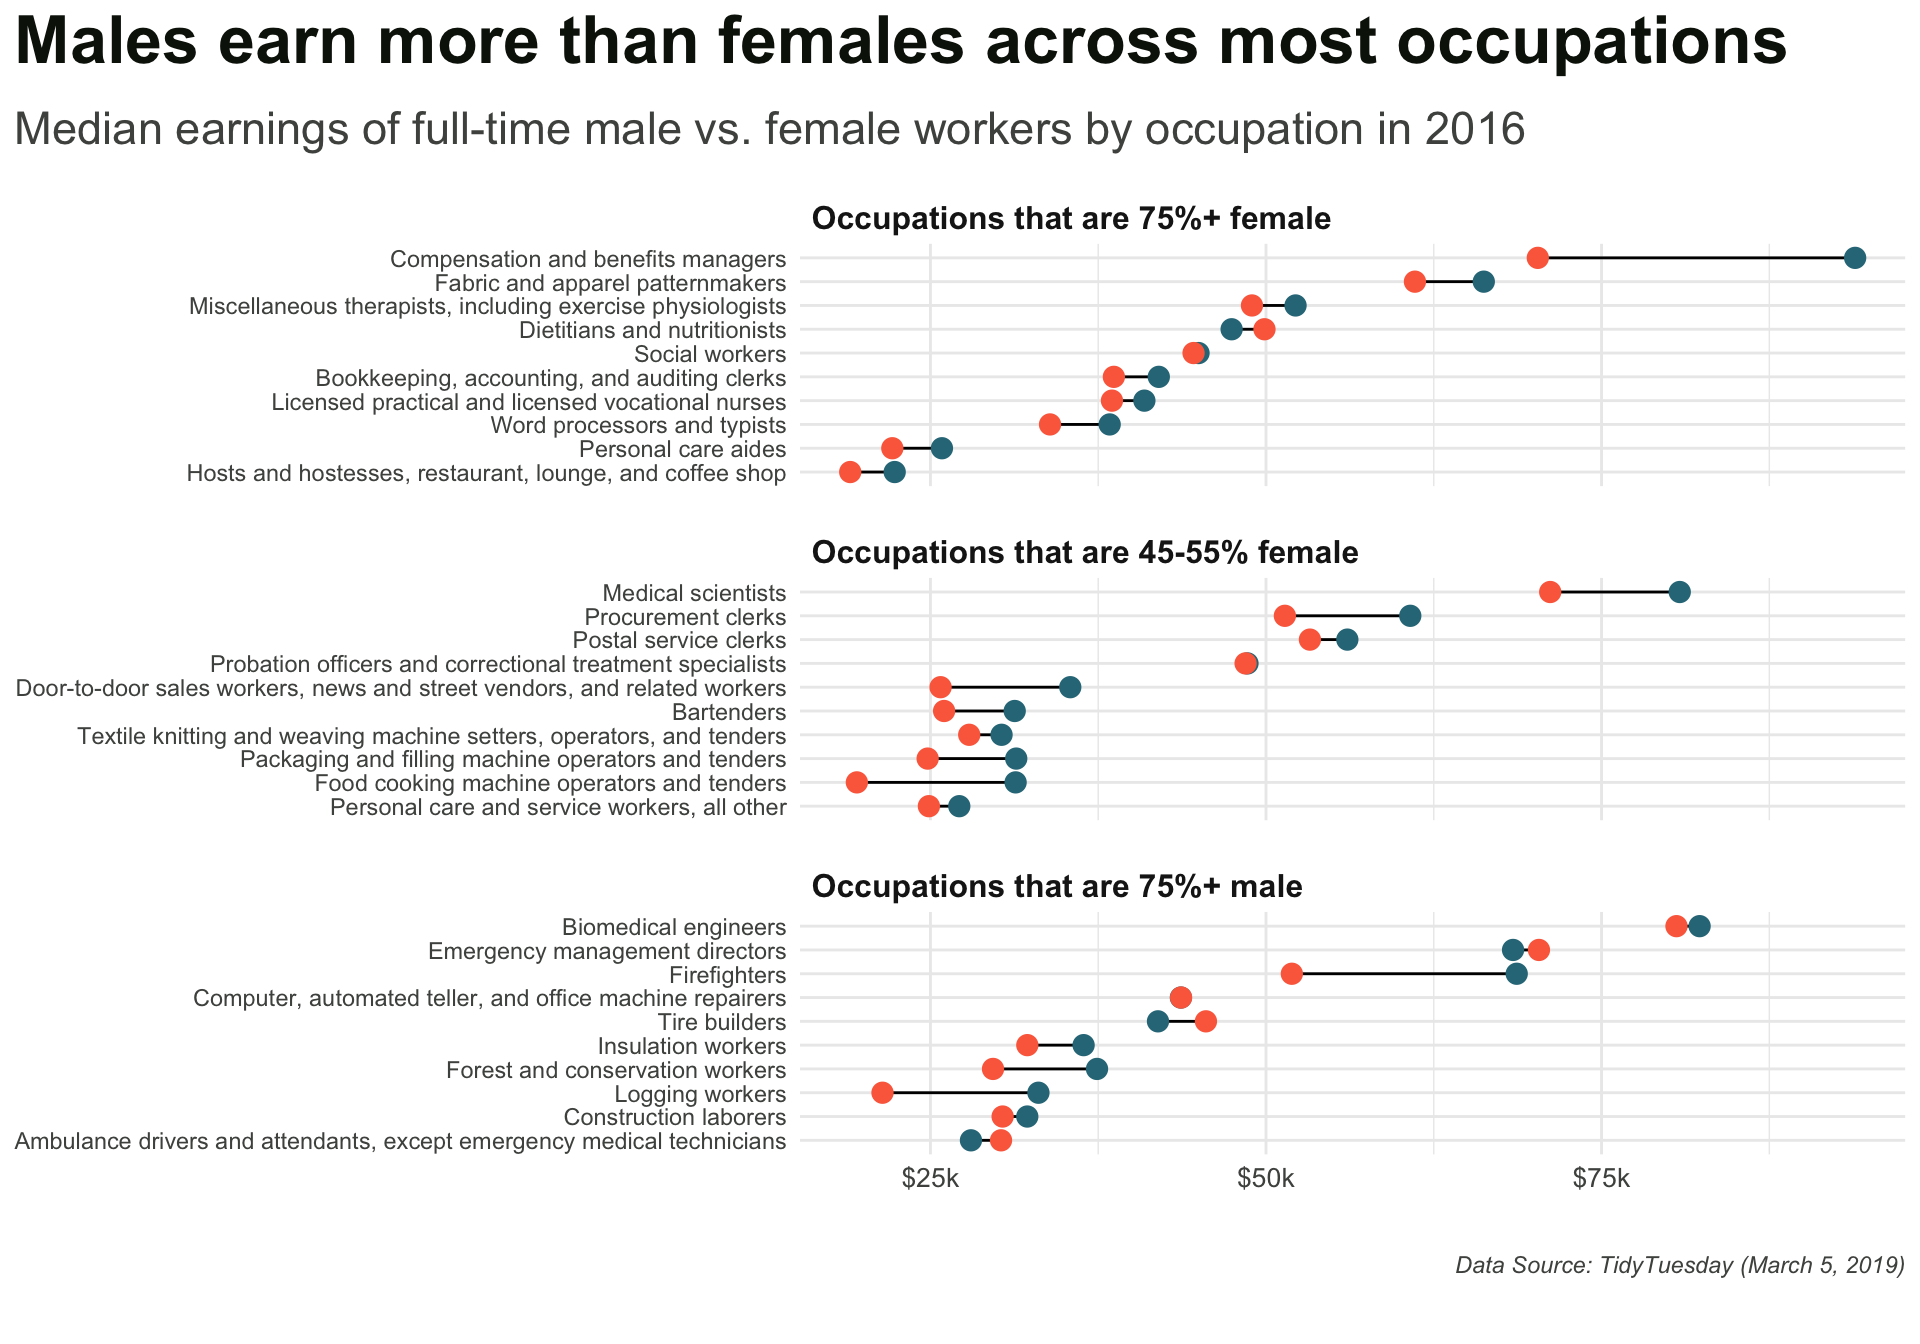 Males earn more than females across most occupations
Median earnings of full-time male vs. female workers by occupation in 2016
Occupations that are 75%+ female
Compensation and benefits managers
Fabric and apparel patternmakers
Miscellaneous therapists, including exercise physiologists
Dietitians and nutritionists
Social workers
Bookkeeping, accounting, and auditing clerks
Licensed practical and licensed vocational nurses
Word processors and typists
Personal care aides
Hosts and hostesses, restaurant, lounge, and coffee shop
Occupations that are 45-55% female
Medical scientists
Procurement clerks
Postal service clerks
Probation officers and correctional treatment specialists
Door-to-door sales workers, news and street vendors, and related workers
Bartenders
Textile knitting and weaving machine setters, operators, and tenders
Packaging and filling machine operators and tenders
Food cooking machine operators and tenders
Personal care and service workers, all other
Occupations that are 75%+ male
Biomedical engineers
Emergency management directors
Firefighters
Computer, automated teller, and office machine repairers
Tire builders
Insulation workers
Forest and conservation workers
Logging workers
Construction laborers
Ambulance drivers and attendants, except emergency medical technicians
$25k $50k $75k
Data Source: TidyTuesday (March 5, 2019)